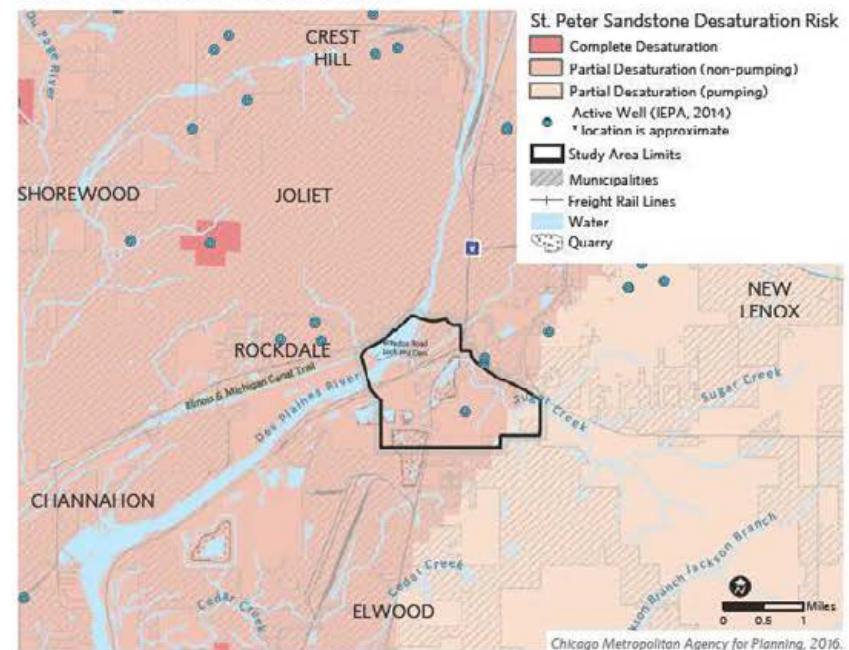 St. Peter Sandstone Desaturation Risk
Complete Desaturation
Partial Desaturation (non-pumping)
Partial Desaturation (pumping)
Active Well (IEPA, 2014)
* location is approximate
Study Area Limits
Municipalities
Freight Rail Lines
Water
Quarry
Du Page River
CREST
HILL
SHOREWOOD
JOLIET
NEW
LENOX
ROCKDALE
Illinois & Michigan Canal Trail
Des Plaines River
Sugar Creek
Sugar Creek
CHANNAHON
Cedar Creek
Cedar Creek
Jackson Branch
ELWOOD
N
Miles
0 0.5 1
Chicago Metropolitan Agency for Planning, 2016.